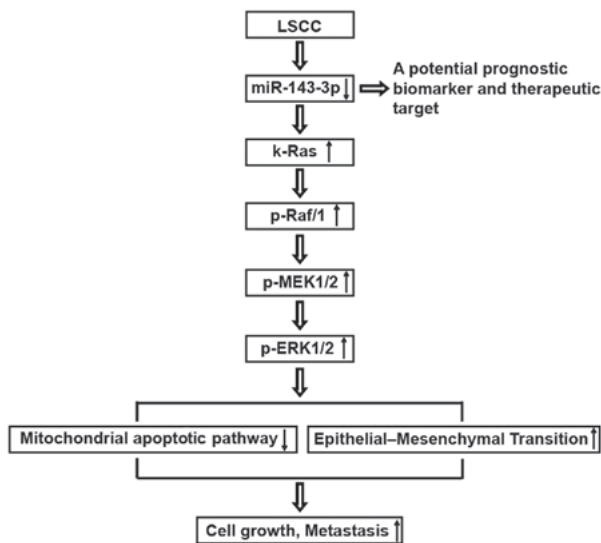 LSCC
miR-143-3p↓
A potential prognostic
biomarker and therapeutic
target
k-Ras ↑
p-Raf/1 ↑
p-MEK1/2 ↑
p-ERK1/2 ↑
Mitochondrial apoptotic pathway↓
Epithelial–Mesenchymal Transition↑
Cell growth, Metastasis ↑